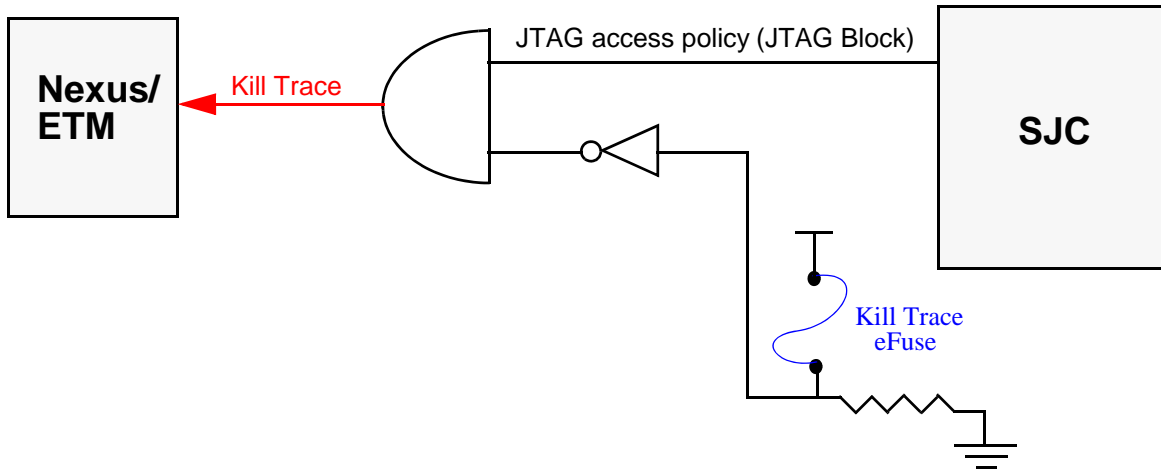 JTAG access policy (JTAG Block)
Nexus/
ETM
Kill Trace
SJC
Kill Trace
eFuse